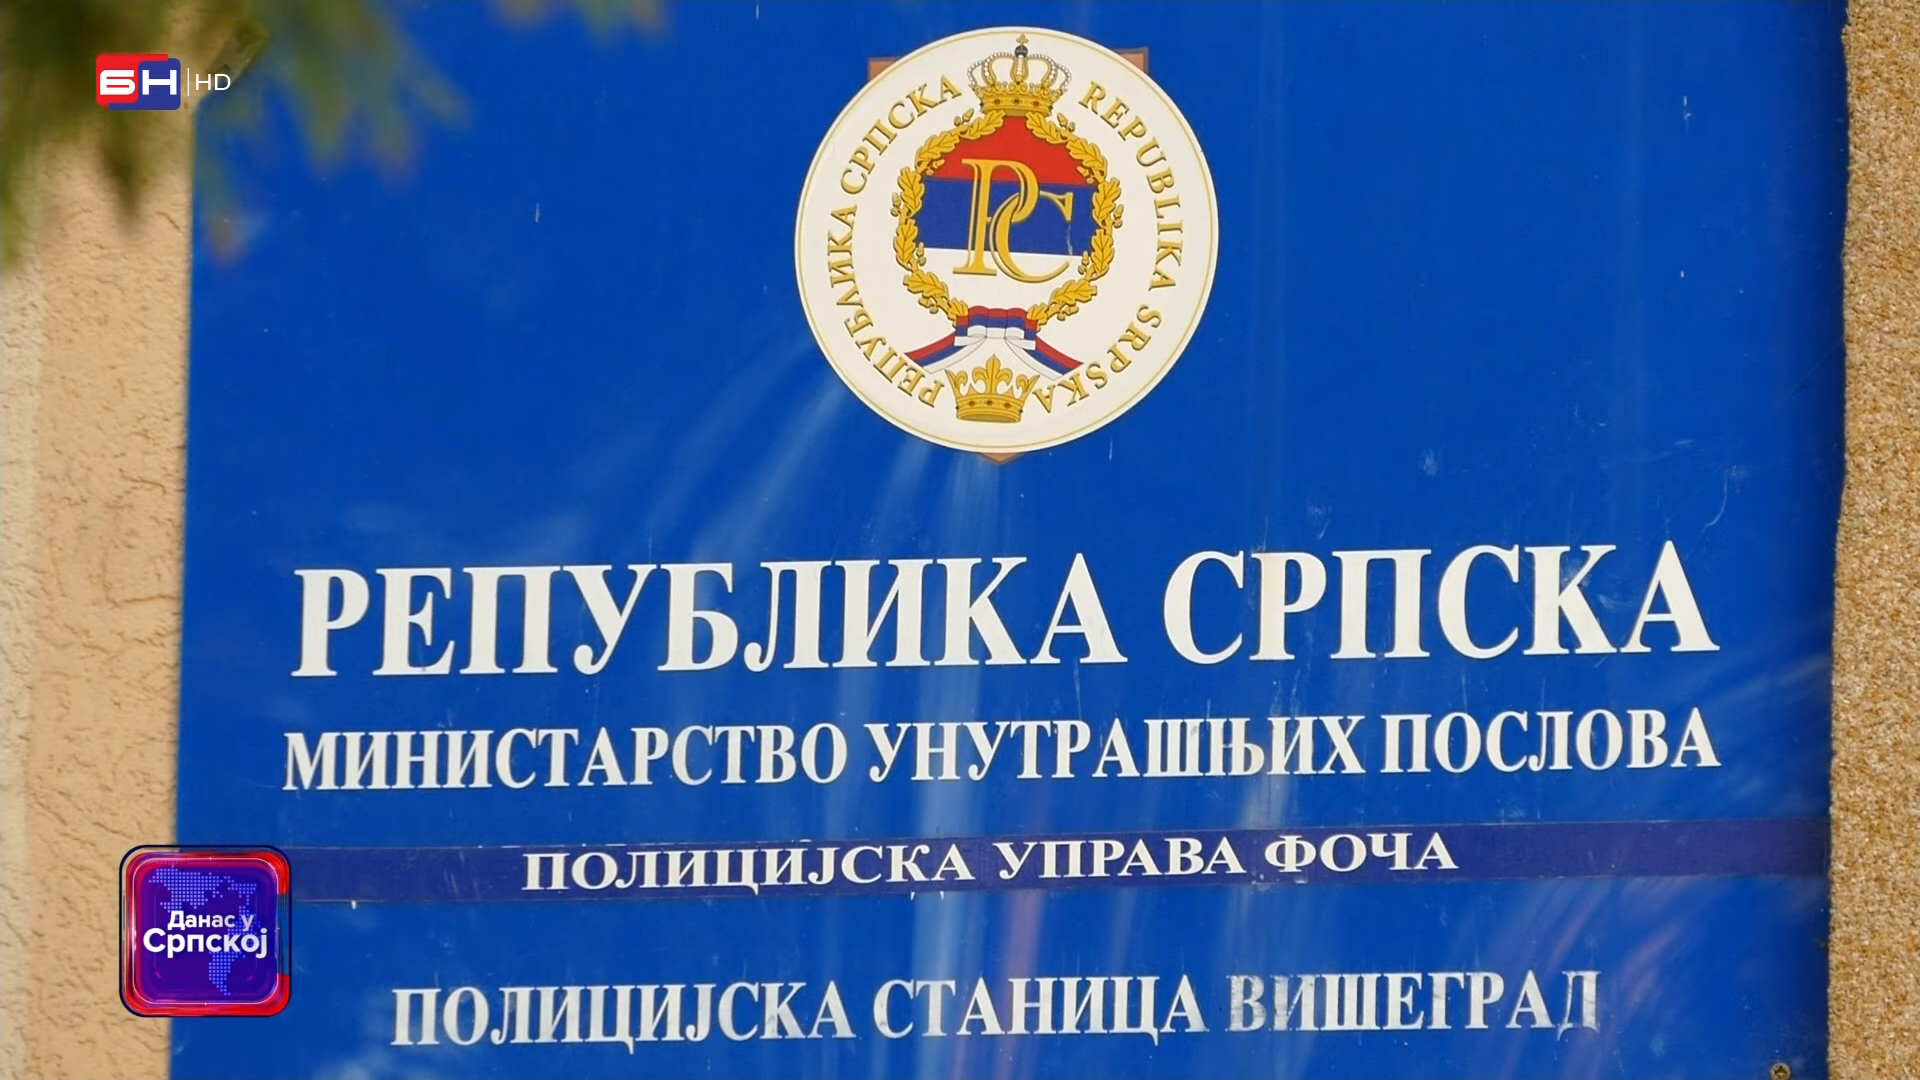 БН HD
РЕПУБЛИКА СРПСКА
REPUBLIKA SRPSKA
РС
РЕПУБЛИКА СРПСКА
МИНИСТАРСТВО УНУТРАШЊИХ ПОСЛОВА
ПОЛИЦИЈСКА УПРАВА ФОЧА
ПОЛИЦИЈСКА СТАНИЦА ВИШЕГРАД
Данас у
Српској